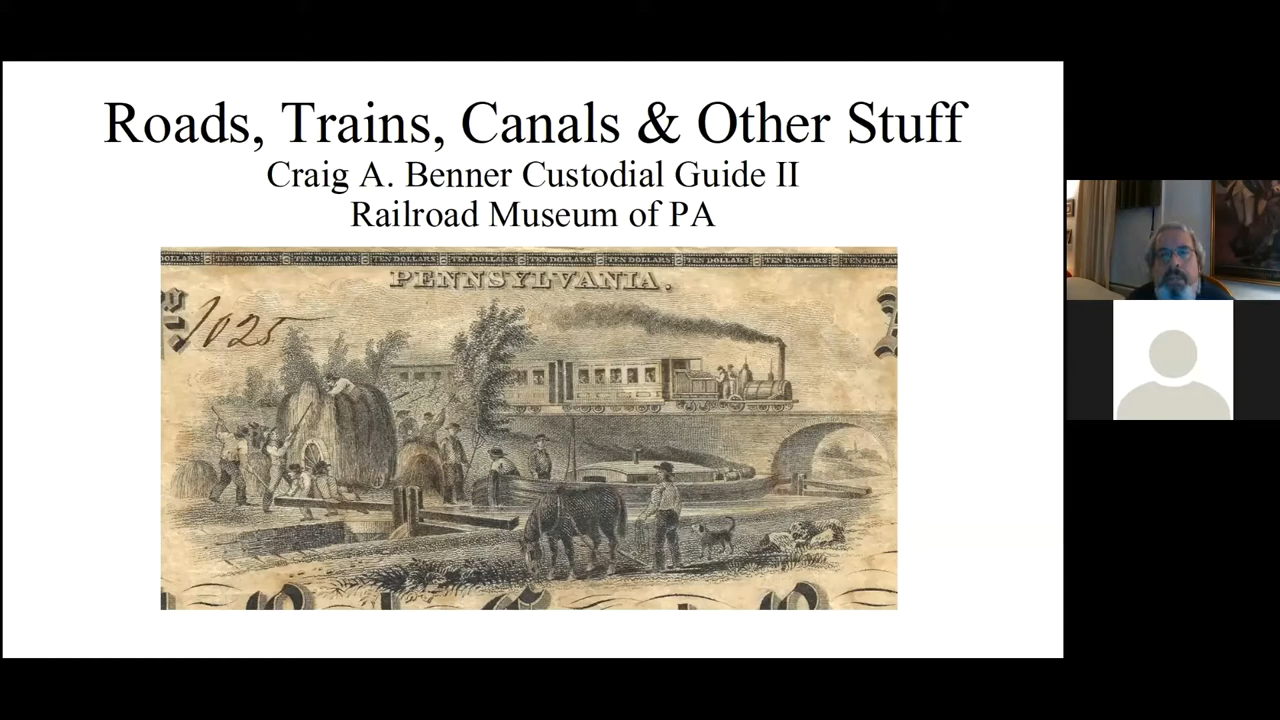 Roads, Trains, Canals & Other Stuff
Craig A. Benner Custodial Guide II
Railroad Museum of PA
DOLLARS TEN DOLLARS TEN DOLLARS TEN DOLLARS TEN DOLLARS TEN DOLLARS TEN DOLLARS TEN DOLLARS
PENNSYLVANIA.
1025